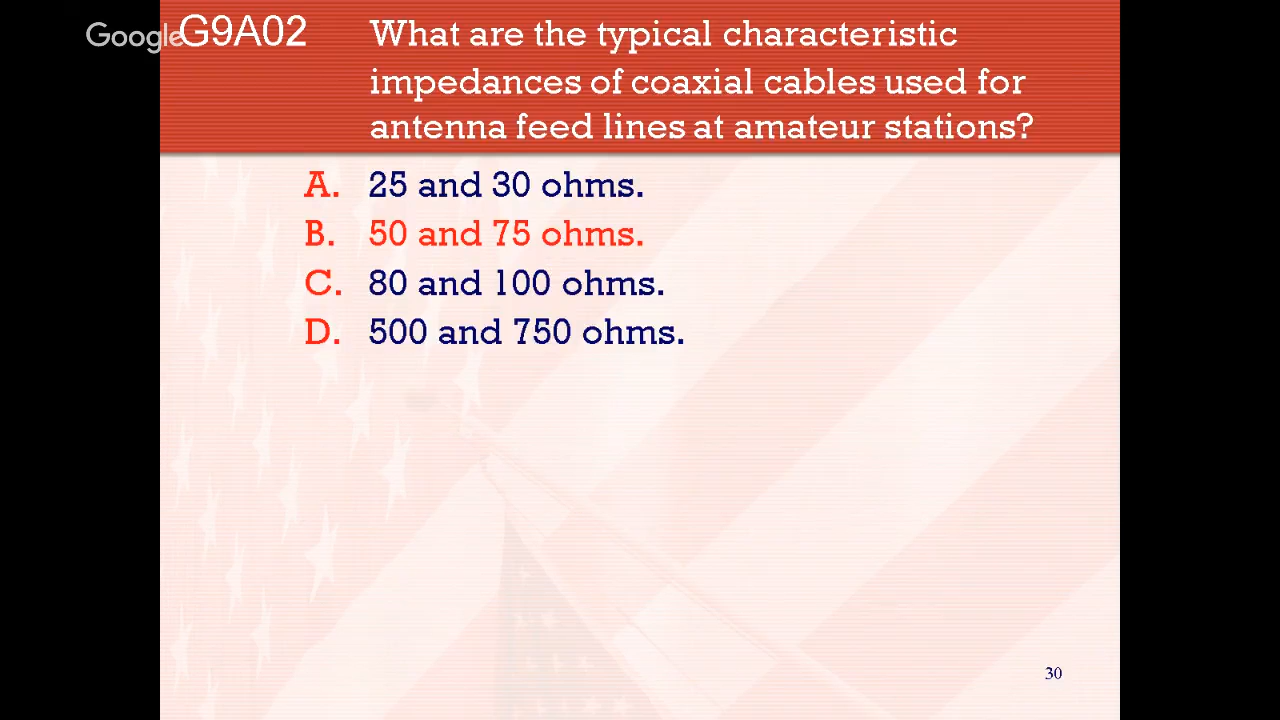 Google
G9A02
What are the typical characteristic
impedances of coaxial cables used for
antenna feed lines at amateur stations?
A. 25 and 30 ohms.
B. 50 and 75 ohms.
C. 80 and 100 ohms.
D. 500 and 750 ohms.
30